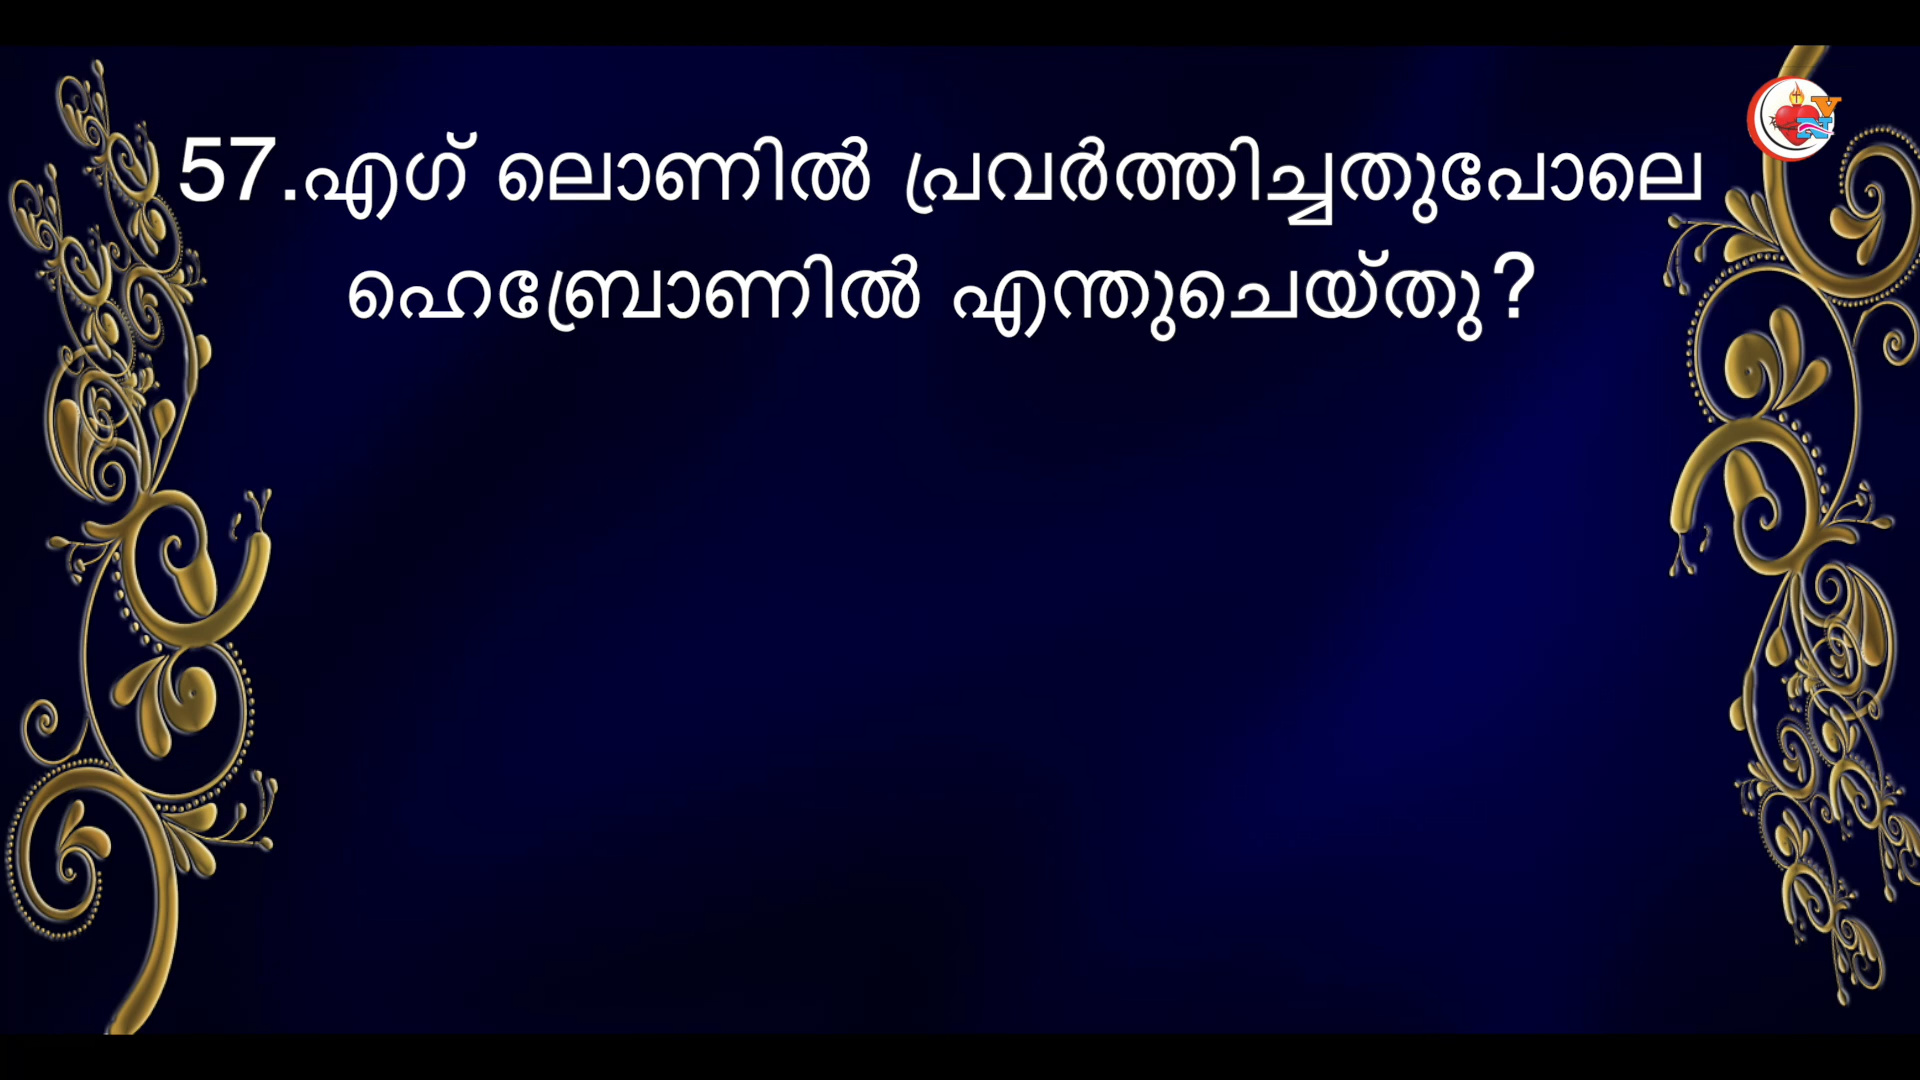 57.എഗ് ലൊണിൽ പ്രവർത്തിച്ചതുപോലെ
ഹെബ്രോണിൽ എന്തുചെയ്തു?